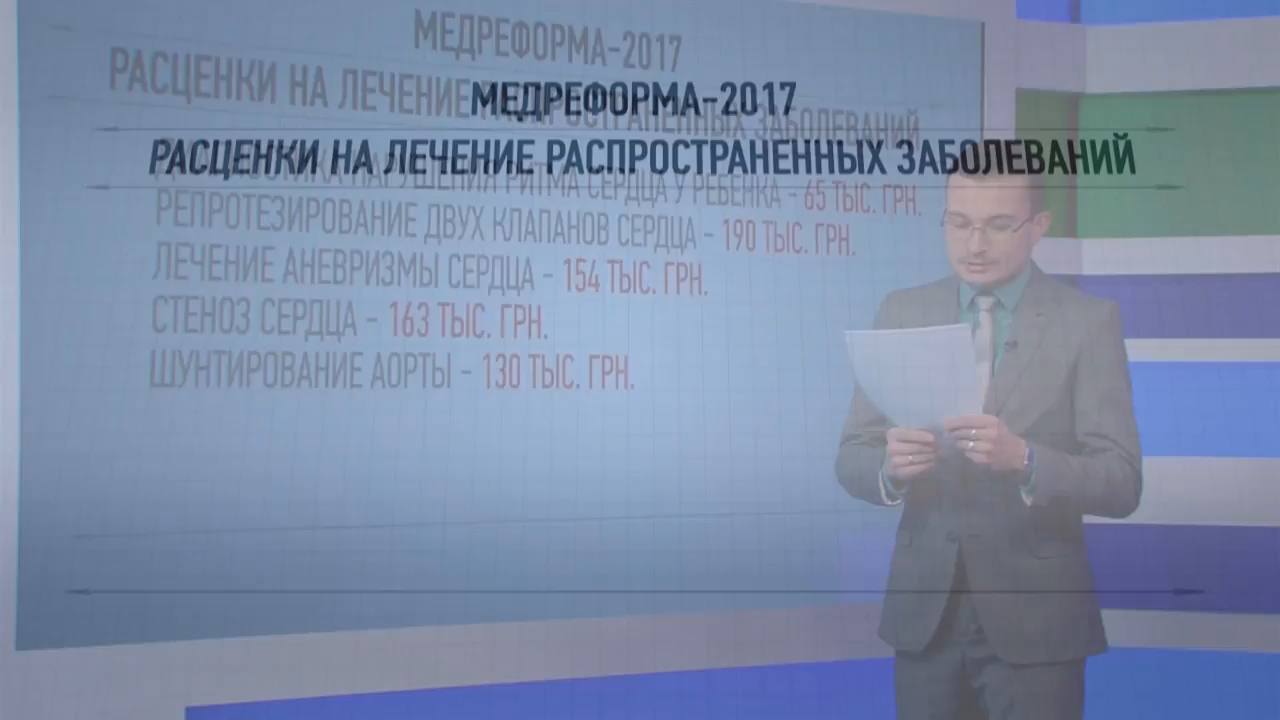 МЕДРЕФОРМА-2017
РАСЦЕНКИ НА ЛЕЧЕНИЕ РАСПРОСТРАНЕННЫХ ЗАБОЛЕВАНИЙ
МЕДРЕФОРМА-2017
РАСЦЕНКИ НА ЛЕЧЕНИЕ РАСПРОСТРАНЕННЫХ ЗАБОЛЕВАНИЙ
НАРУШЕНИЯ РИТМА СЕРДЦА У РЕБЕНКА - 65 ТЫС. ГРН.
РЕПРОТЕЗИРОВАНИЕ ДВУХ КЛАПАНОВ СЕРДЦА - 190 ТЫС. ГРН.
ЛЕЧЕНИЕ АНЕВРИЗМЫ СЕРДЦА - 154 ТЫС. ГРН.
СТЕНОЗ СЕРДЦА - 163 ТЫС. ГРН.
ШУНТИРОВАНИЕ АОРТЫ - 130 ТЫС. ГРН.